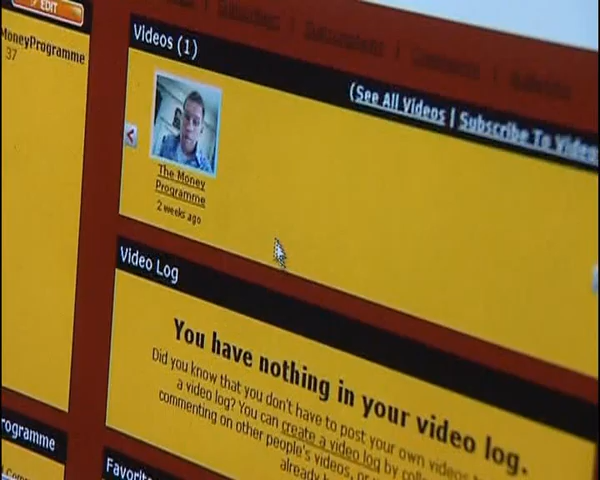 EDIT
MoneyProgramme
37
Videos (1)
(See All Videos | Subscribe To Video
The Money
Programme
2 weeks ago
Video Log
You have nothing in your video log.
Did you know that you don't have to post your own videos
a video log? You can create a video log by
commenting on other people's videos, or
already
rogramme
Favorit